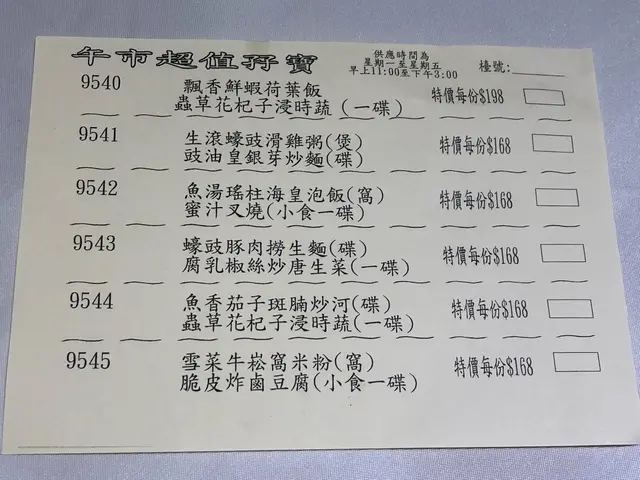 午市超值孖寶
供應時間為
星期一至星期五
早上11:00至下午3:00
檯號:______
9540 飄香鮮蝦荷葉飯 特價每份$198
蟲草花杞子浸時蔬 (一碟)
9541 生滾蠔豉滑雞粥(煲) 特價每份$168
豉油皇銀芽炒麵(碟)
9542 魚湯瑤柱海皇泡飯(窩) 特價每份$168
蜜汁叉燒(小食一碟)
9543 蠔豉豚肉撈生麵(碟) 特價每份$168
腐乳椒絲炒唐生菜(一碟)
9544 魚香茄子斑腩炒河(碟) 特價每份$168
蟲草花杞子浸時蔬(一碟)
9545 雪菜牛崧窩米粉(窩) 特價每份$168
脆皮炸鹵豆腐(小食一碟)